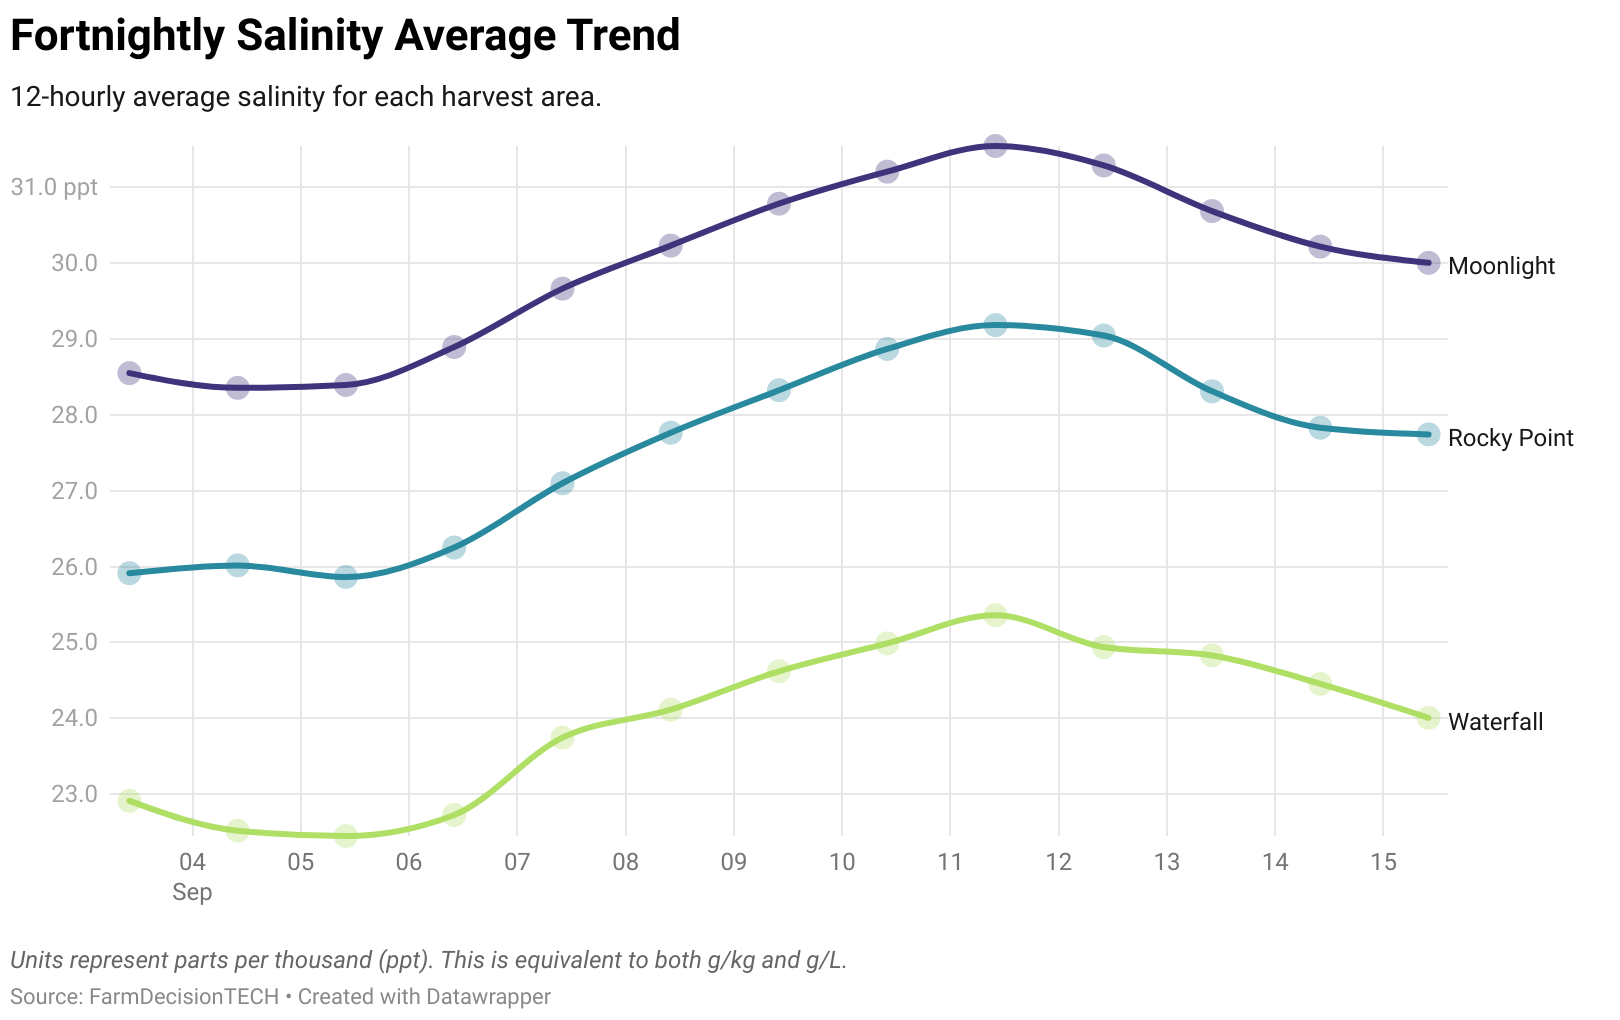 Fortnightly Salinity Average Trend
12-hourly average salinity for each harvest area.
31.0 ppt
30.0
29.0
28.0
27.0
26.0
25.0
24.0
23.0
Moonlight
Rocky Point
Waterfall
04 05 06 07 08 09 10 11 12 13 14 15
Sep
Units represent parts per thousand (ppt). This is equivalent to both g/kg and g/L.
Source: FarmDecisionTECH • Created with Datawrapper